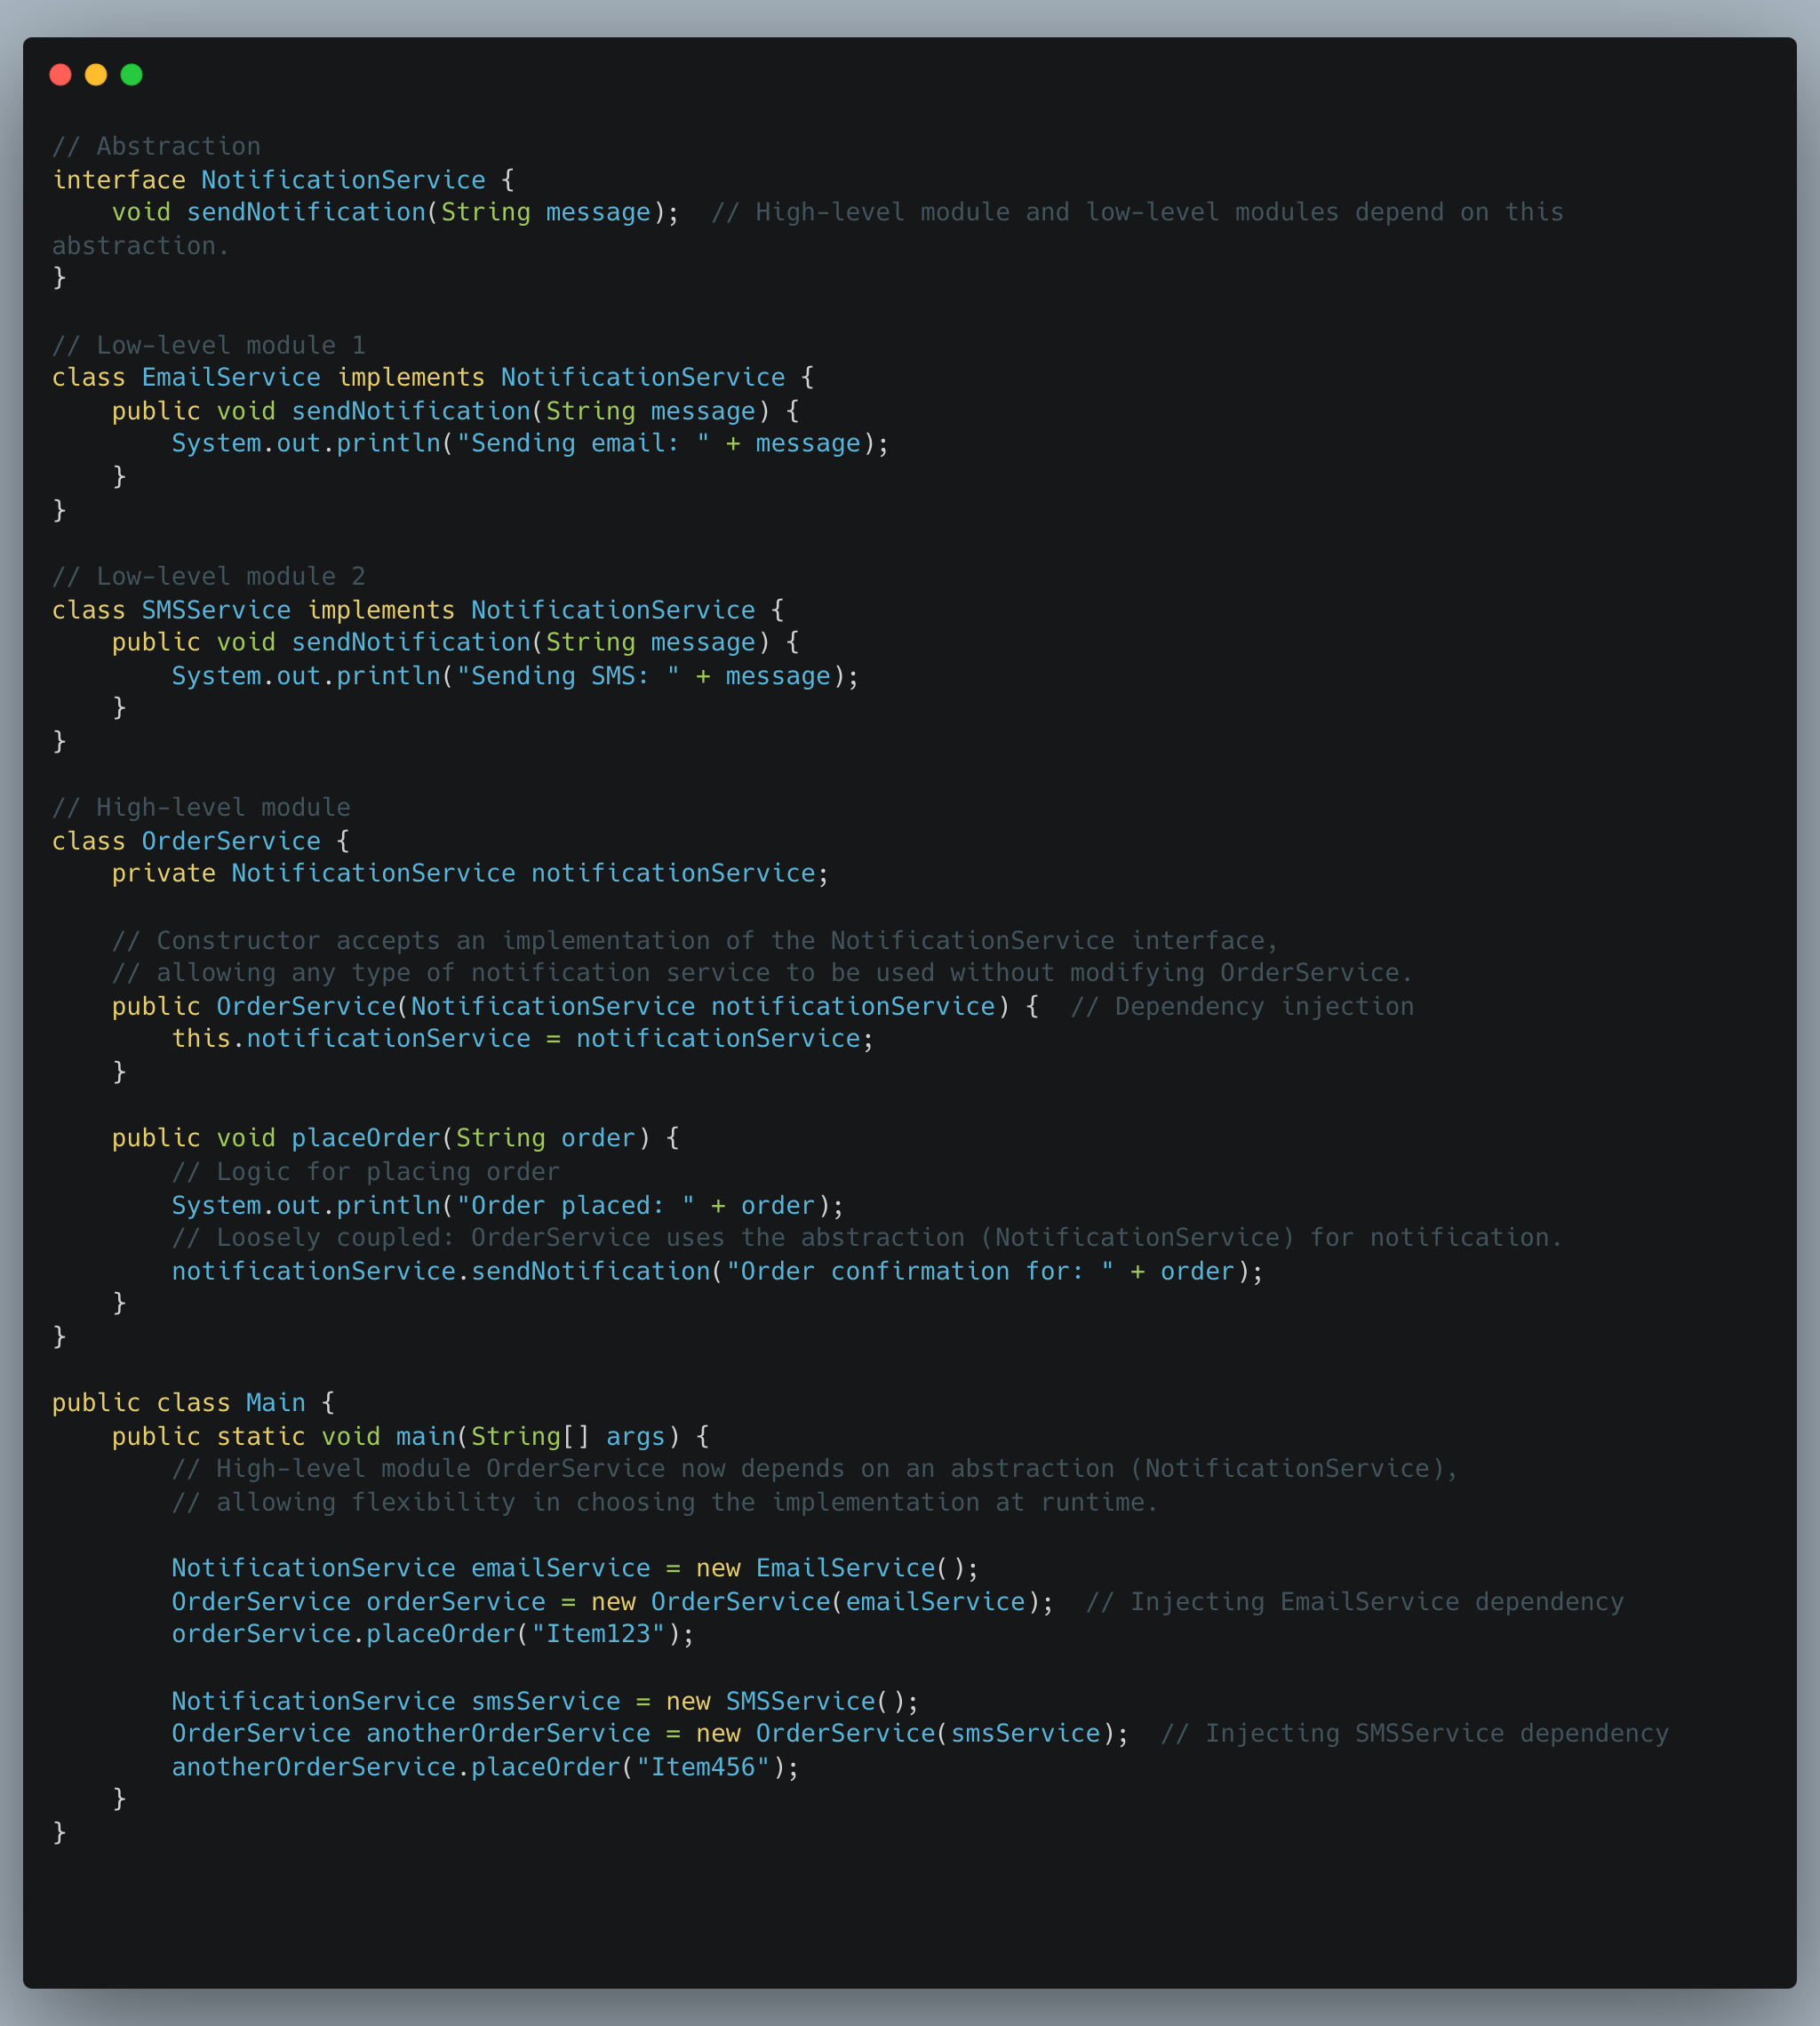 // Abstraction
interface NotificationService {
    void sendNotification(String message);  // High-level module and low-level modules depend on this
abstraction.
}

// Low-level module 1
class EmailService implements NotificationService {
    public void sendNotification(String message) {
        System.out.println("Sending email: " + message);
    }
}

// Low-level module 2
class SMSService implements NotificationService {
    public void sendNotification(String message) {
        System.out.println("Sending SMS: " + message);
    }
}

// High-level module
class OrderService {
    private NotificationService notificationService;

    // Constructor accepts an implementation of the NotificationService interface,
    // allowing any type of notification service to be used without modifying OrderService.
    public OrderService(NotificationService notificationService) {  // Dependency injection
        this.notificationService = notificationService;
    }

    public void placeOrder(String order) {
        // Logic for placing order
        System.out.println("Order placed: " + order);
        // Loosely coupled: OrderService uses the abstraction (NotificationService) for notification.
        notificationService.sendNotification("Order confirmation for: " + order);
    }
}

public class Main {
    public static void main(String[] args) {
        // High-level module OrderService now depends on an abstraction (NotificationService),
        // allowing flexibility in choosing the implementation at runtime.

        NotificationService emailService = new EmailService();
        OrderService orderService = new OrderService(emailService);  // Injecting EmailService dependency
        orderService.placeOrder("Item123");

        NotificationService smsService = new SMSService();
        OrderService anotherOrderService = new OrderService(smsService);  // Injecting SMSService dependency
        anotherOrderService.placeOrder("Item456");
    }
}